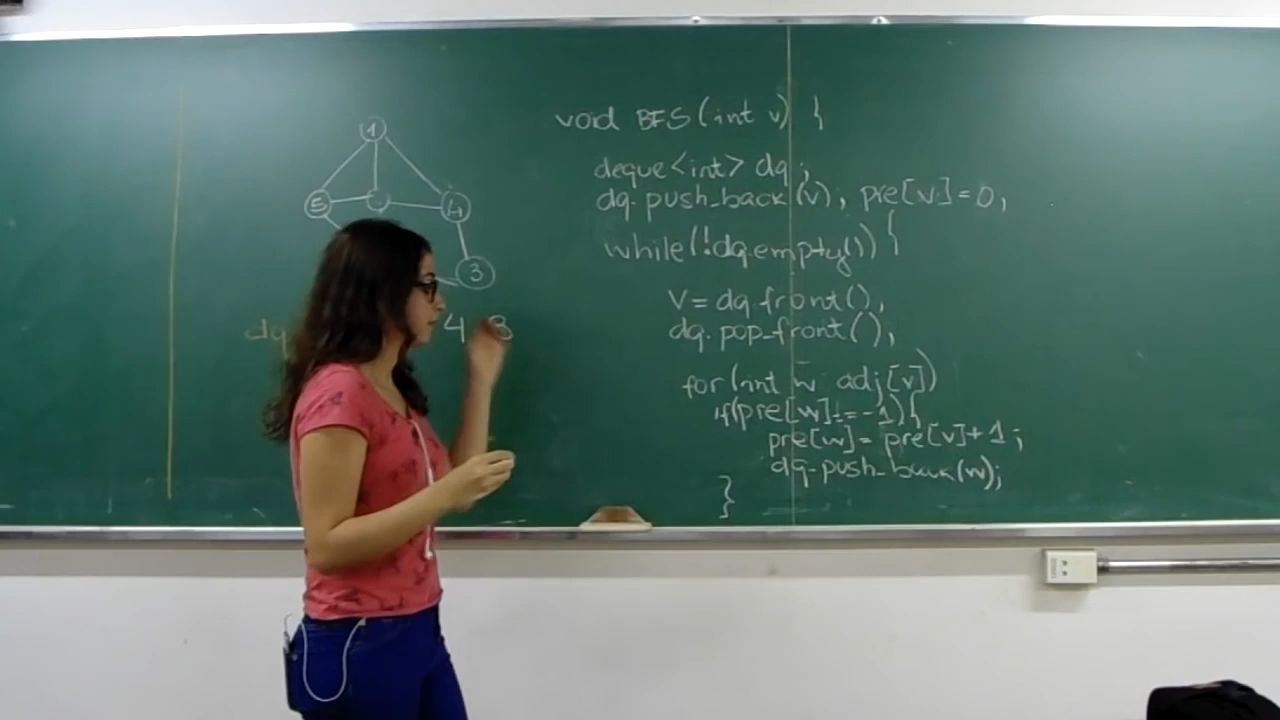 1
5
4
3
dq
4 3
void BFS(int v) {
deque<int> dq;
dq.push_back(v); pre[v]=0;
while(!dq.empty()) {
v=dq.front();
dq.pop_front();
for(int w adj[v])
if(pre[w]==-1){
pre[w]=pre[v]+1;
dq.push_back(w);
}